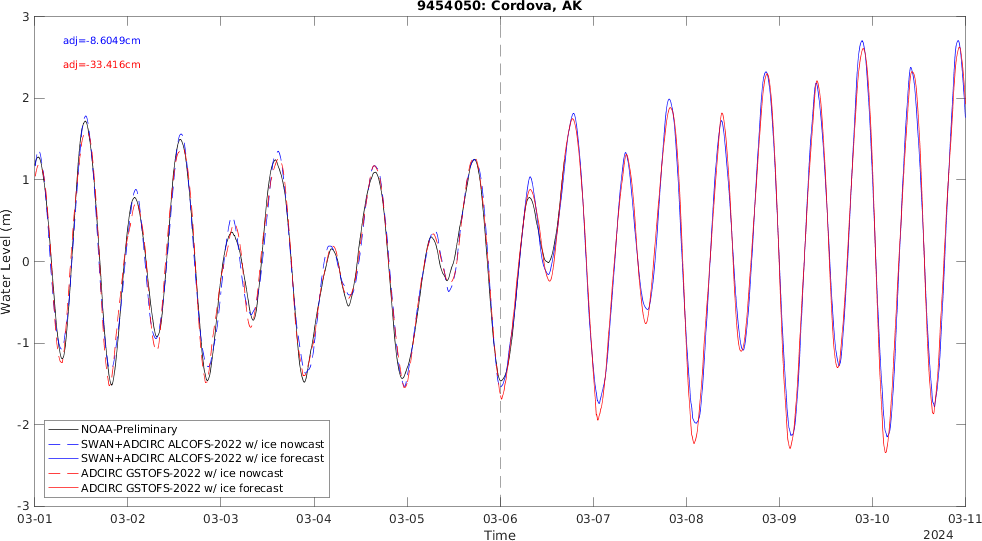 9454050: Cordova, AK
adj=-8.6049cm
adj=-33.416cm
3
2
1
0
-1
-2
-3
Water Level (m)
NOAA-Preliminary
SWAN+ADCIRC ALCOFS-2022 w/ ice nowcast
SWAN+ADCIRC ALCOFS-2022 w/ ice forecast
ADCIRC GSTOFS-2022 w/ ice nowcast
ADCIRC GSTOFS-2022 w/ ice forecast
03-01 03-02 03-03 03-04 03-05 03-06 03-07 03-08 03-09 03-10 03-11
Time
2024